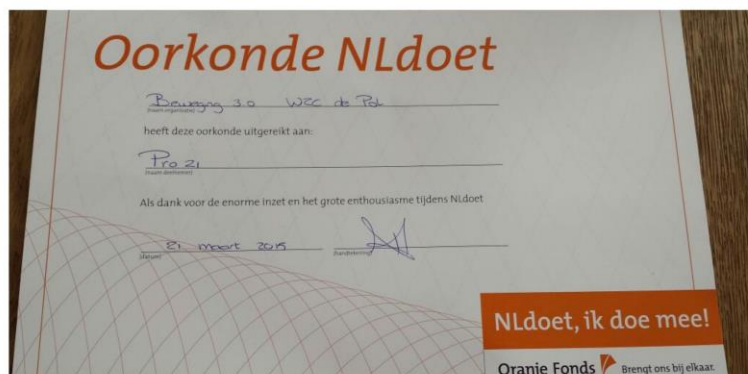 Oorkonde NLdoet
Beweging 3.0 WZC de Pol
(naam organisatie)
heeft deze oorkonde uitgereikt aan:
Pro 21
(naam deelnemer)
Als dank voor de enorme inzet en het grote enthousiasme tijdens NLdoet
21 maart 2015
(datum)
(handtekening)
NLdoet, ik doe mee!
Oranje Fonds Brengt ons bij elkaar.